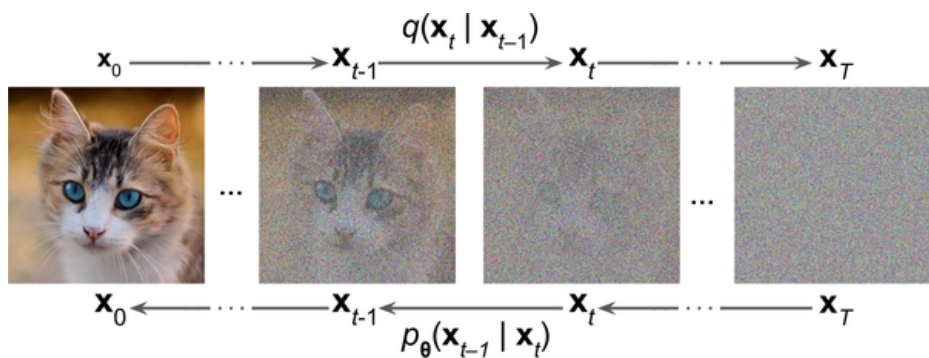 q(x_t | x_{t–1})
x_0 ... x_{t-1} x_t ... x_T
... ...
x_0 ... x_{t-1} x_t ... x_T
p_θ(x_{t–1} | x_t)